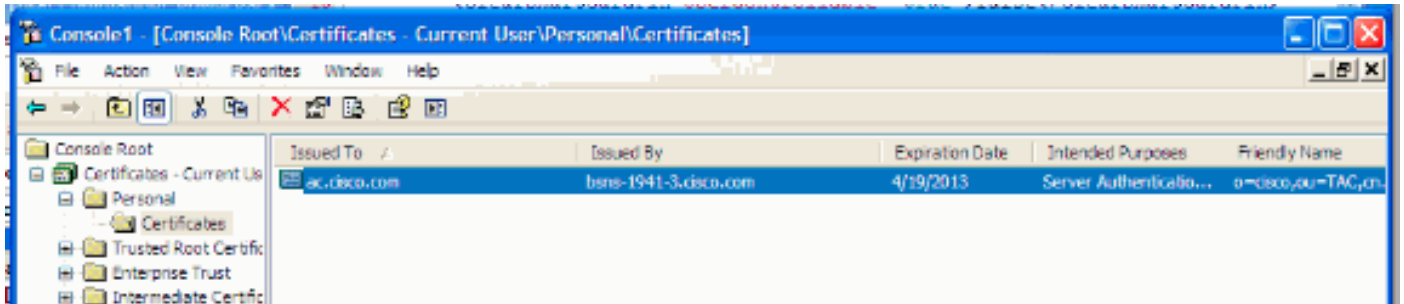 Console1 - [Console Root\Certificates - Current User\Personal\Certificates]
File Action View Favorites Window Help
Console Root
Issued To
Issued By
Expiration Date
Intended Purposes
Friendly Name
Certificates - Current Us
ac.cisco.com
bsns-1941-3.cisco.com
4/19/2013
Server Authenticatio...
o=cisco,ou=TAC,cn.
Personal
Certificates
Trusted Root Certific
Enterprise Trust
Intermediate Certific